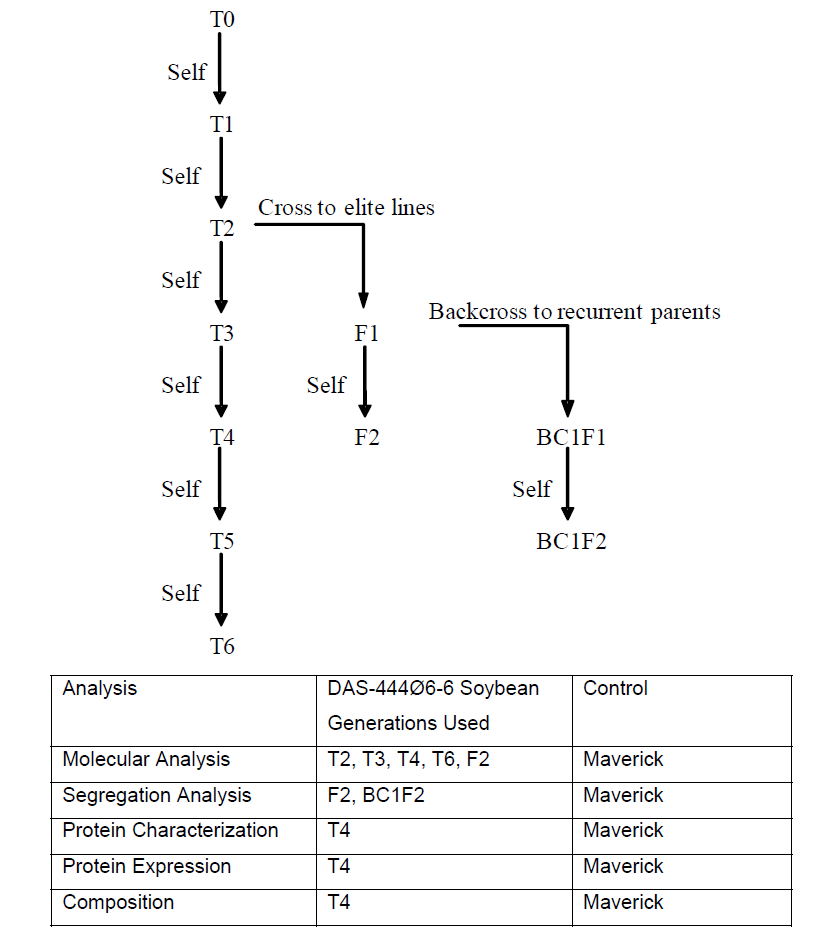 T0
Self
T1
Self
Cross to elite lines
T2
Self
Backcross to recurrent parents
T3
F1
Self
Self
T4
F2
BC1F1
Self
Self
T5
BC1F2
Self
T6
Analysis
DAS-444Ø6-6 Soybean
Generations Used
Control
Molecular Analysis
T2, T3, T4, T6, F2
Maverick
Segregation Analysis
F2, BC1F2
Maverick
Protein Characterization
T4
Maverick
Protein Expression
T4
Maverick
Composition
T4
Maverick